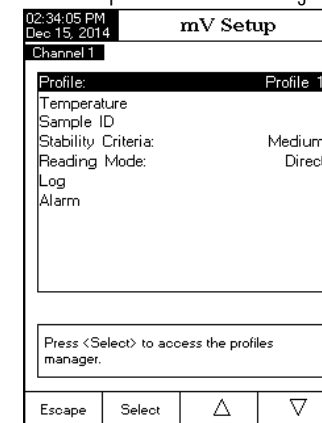 02:34:05 PM
Dec 15, 2014
mV Setup
Channel 1
Profile: Profile 1
Temperature
Sample ID
Stability Criteria: Medium
Reading Mode: Direct
Log
Alarm
Press <Select> to access the profiles
manager.
Escape Select △ ▽